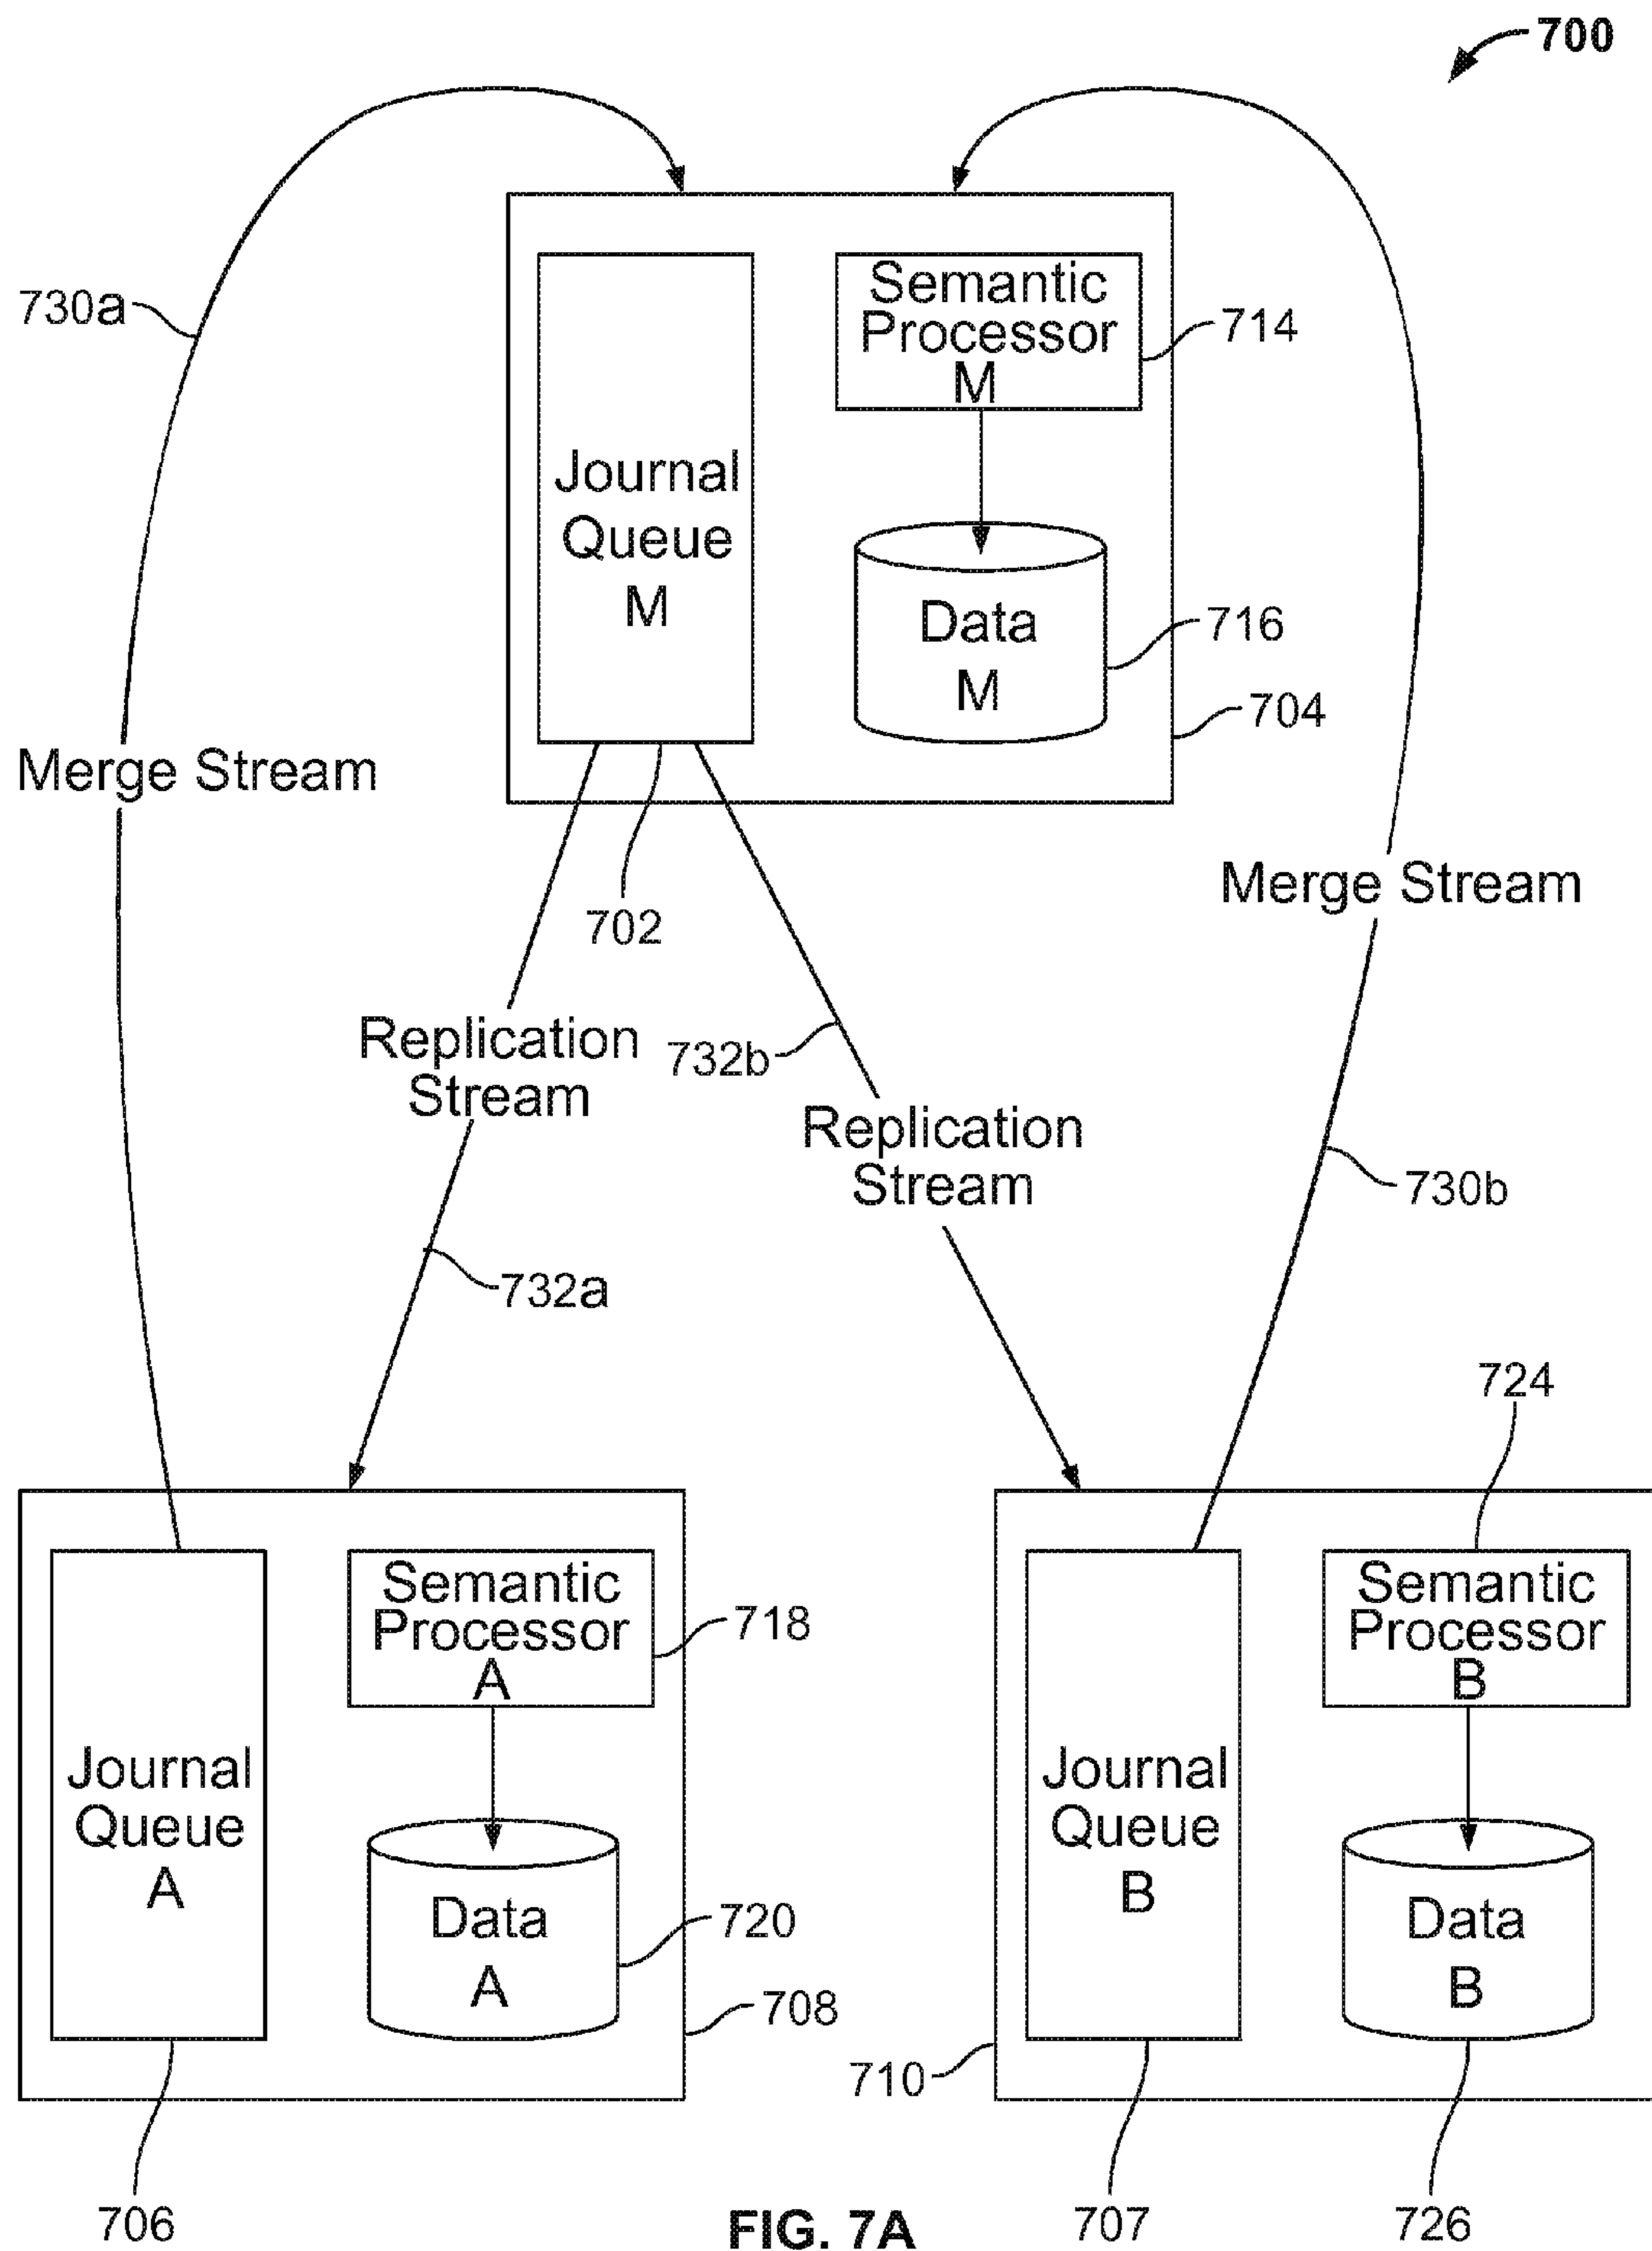 700
730a
Semantic
Processor
M
714
Journal
Queue
M
Data
M
716
704
Merge Stream
Merge Stream
702
Replication
Stream
732b
Replication
Stream
730b
732a
724
Semantic
Processor
A
718
Semantic
Processor
B
Journal
Queue
A
Data
A
720
708
Journal
Queue
B
Data
B
710
706
FIG. 7A
707
726